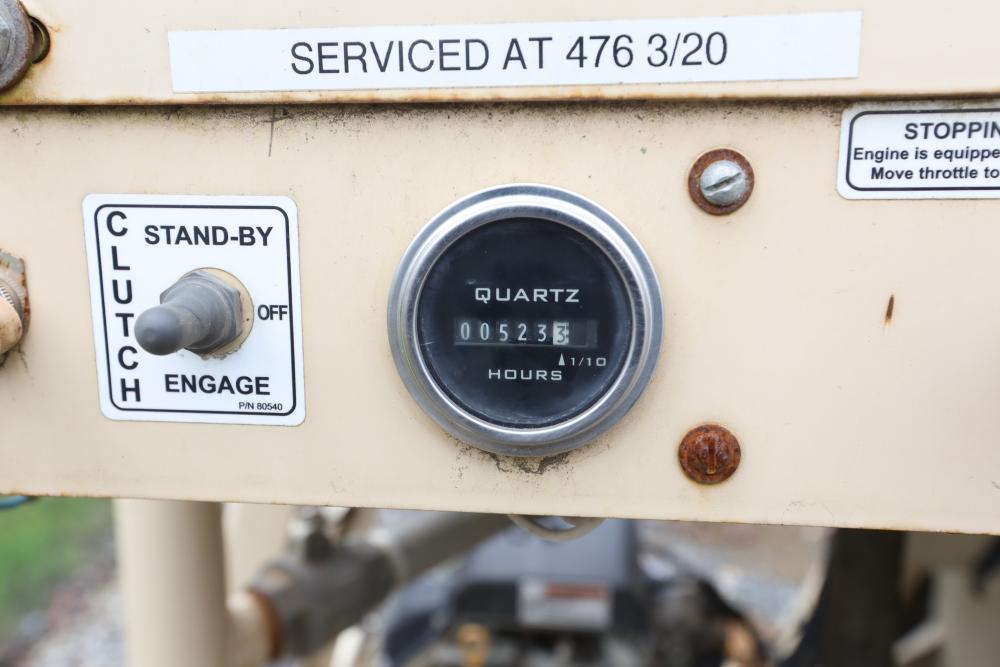 SERVICED AT 476 3/20
STOPPIN
Engine is equippe
Move throttle to
CLUTCH
STAND-BY
OFF
ENGAGE
P/N 80540
QUARTZ
005233
1/10
HOURS